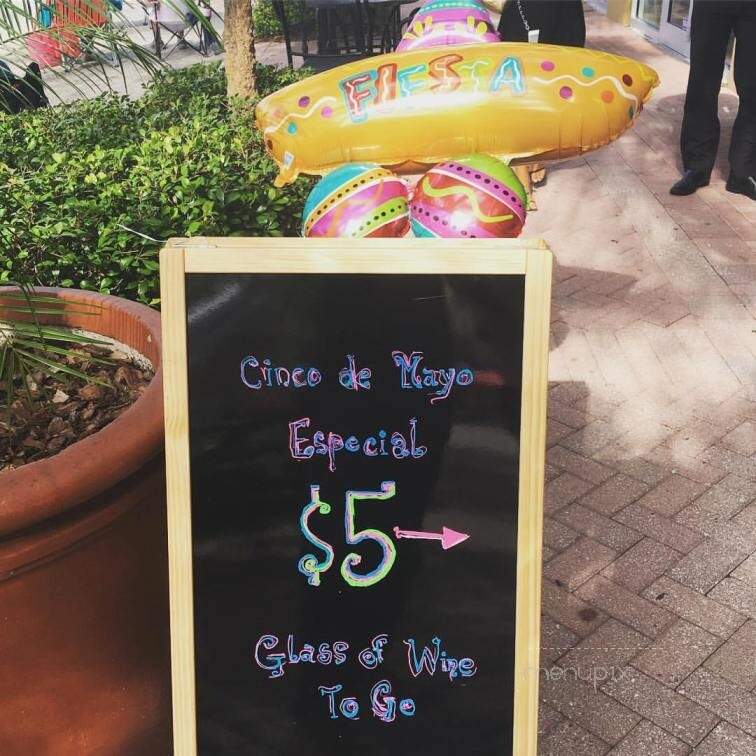 FIESTA
Cinco de Mayo
Especial
$5
Glass of Wine
To Go
menupix